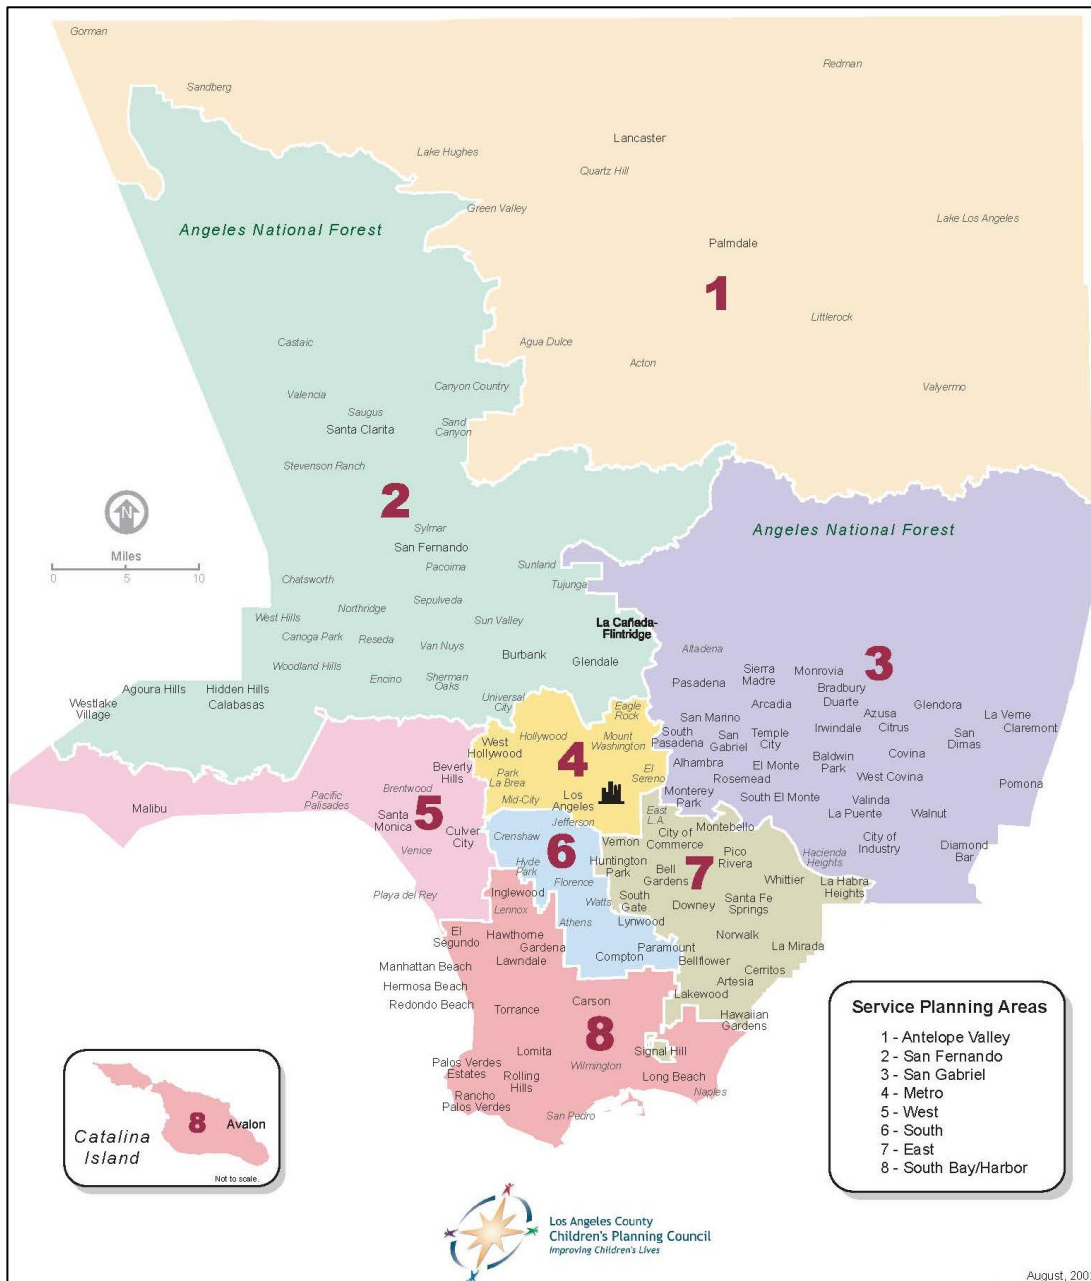 Gorman
Redman
Sandberg
Lancaster
Lake Hughes
Quartz Hill
Green Valley
Lake Los Angeles
Angeles National Forest
Palmdale
1
Littlerock
Castaic
Agua Dulce
Acton
Canyon Country
Valyermo
Valencia
Saugus
Sand
Canyon
Santa Clarita
Stevenson Ranch
2
N
Miles
0 5 10
Sylmar
San Fernando
Pacoima
Sunland
Tujunga
Chatsworth
Sepulveda
Northridge
West Hills
Sun Valley
Canoga Park
Reseda
Van Nuys
Woodland Hills
Burbank
Glendale
La Cañada-
Flintridge
Encino
Sherman
Oaks
Universal
City
Agoura Hills
Hidden Hills
Calabasas
Westlake
Village
Angeles National Forest
3
Altadena
Pasadena
Sierra
Madre
Monrovia
Bradbury
Duarte
Arcadia
Azusa
Citrus
Glendora
La Verne
Claremont
San Marino
South
Pasadena
San
Gabriel
Temple
City
Irwindale
San
Dimas
Alhambra
El Monte
Baldwin
Park
Covina
Rosemead
West Covina
Pomona
Monterey
Park
South El Monte
Valinda
La Puente
Walnut
City of
Industry
Hacienda
Heights
Diamond
Bar
Eagle
Rock
West
Hollywood
Hollywood
Mount
Washington
4
Park
La Brea
El
Sereno
Mid-City
Los
Angeles
Beverly
Hills
Brentwood
Pacific
Palisades
Malibu
Santa
Monica
5
Culver
City
Venice
Playa del Rey
Jefferson
Crenshaw
6
Hyde
Park
Florence
Watts
Athens
Lynwood
Compton
Paramount
East
L.A.
Vernon
City of
Commerce
Montebello
Huntington
Park
Bell
Gardens
7
Pico
Rivera
Whittier
La Habra
Heights
South
Gate
Downey
Santa Fe
Springs
Norwalk
La Mirada
Bellflower
Cerritos
Artesia
Lakewood
Hawaiian
Gardens
Inglewood
Lennox
El
Segundo
Hawthorne
Gardena
Lawndale
Manhattan Beach
Hermosa Beach
Redondo Beach
Torrance
Carson
8
Lomita
Wilmington
Signal Hill
Palos Verdes
Estates
Rolling
Hills
Long Beach
Rancho
Palos Verdes
Naples
San Pedro
8
Avalon
Catalina
Island
Not to scale.
Service Planning Areas
1 - Antelope Valley
2 - San Fernando
3 - San Gabriel
4 - Metro
5 - West
6 - South
7 - East
8 - South Bay/Harbor
Los Angeles County
Children's Planning Council
Improving Children's Lives
August,